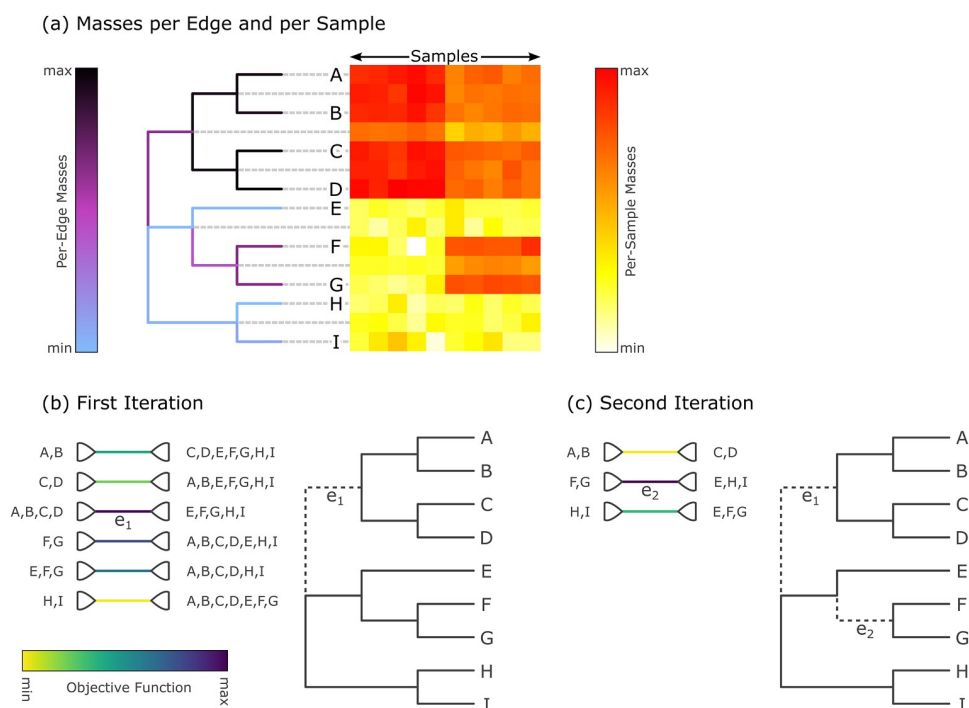 (a) Masses per Edge and per Sample
Samples
max
Per-Edge Masses
min
A
B
C
D
E
F
G
H
I
max
Per-Sample Masses
min
(b) First Iteration
A,B
C,D,E,F,G,H,I
C,D
A,B,E,F,G,H,I
A,B,C,D
e1
E,F,G,H,I
F,G
A,B,C,D,E,H,I
E,F,G
A,B,C,D,H,I
H,I
A,B,C,D,E,F,G
min
Objective Function
max
e1
A
B
C
D
E
F
G
H
I
(c) Second Iteration
A,B
C,D
F,G
e2
E,H,I
H,I
E,F,G
e1
e2
A
B
C
D
E
F
G
H
I